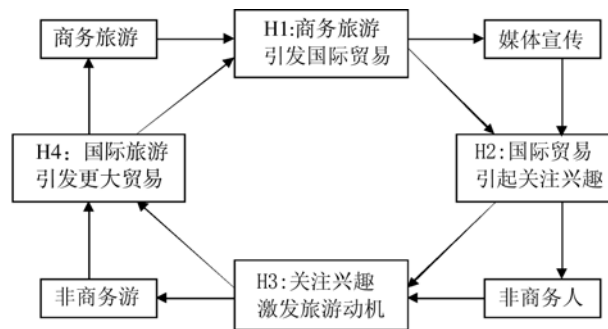 商务旅游
H1:商务旅游
引发国际贸易
媒体宣传
H4：国际旅游
引发更大贸易
H2:国际贸易
引起关注兴趣
非商务游
H3:关注兴趣
激发旅游动机
非商务人